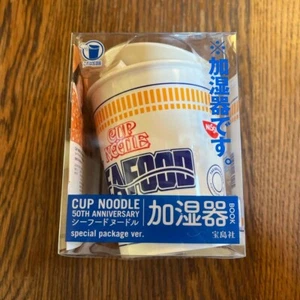 ※加湿器です。
CUP
NOODLE
SEAFOOD
CUP NOODLE
50TH ANNIVERSARY
シーフードヌードル
special package ver.
加湿器
BOOK
宝島社